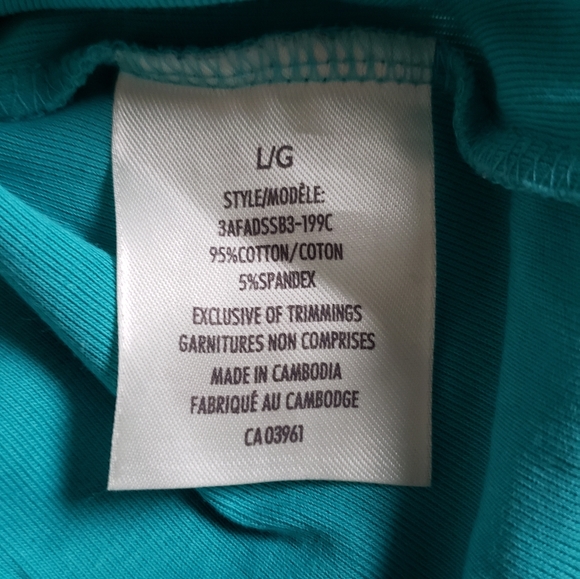 L/G
STYLE/MODÈLE:
3AFADSSB3-199C
95%COTTON/COTON
5%SPANDEX
EXCLUSIVE OF TRIMMINGS
GARNITURES NON COMPRISES
MADE IN CAMBODIA
FABRIQUÉ AU CAMBODGE
CA 03961